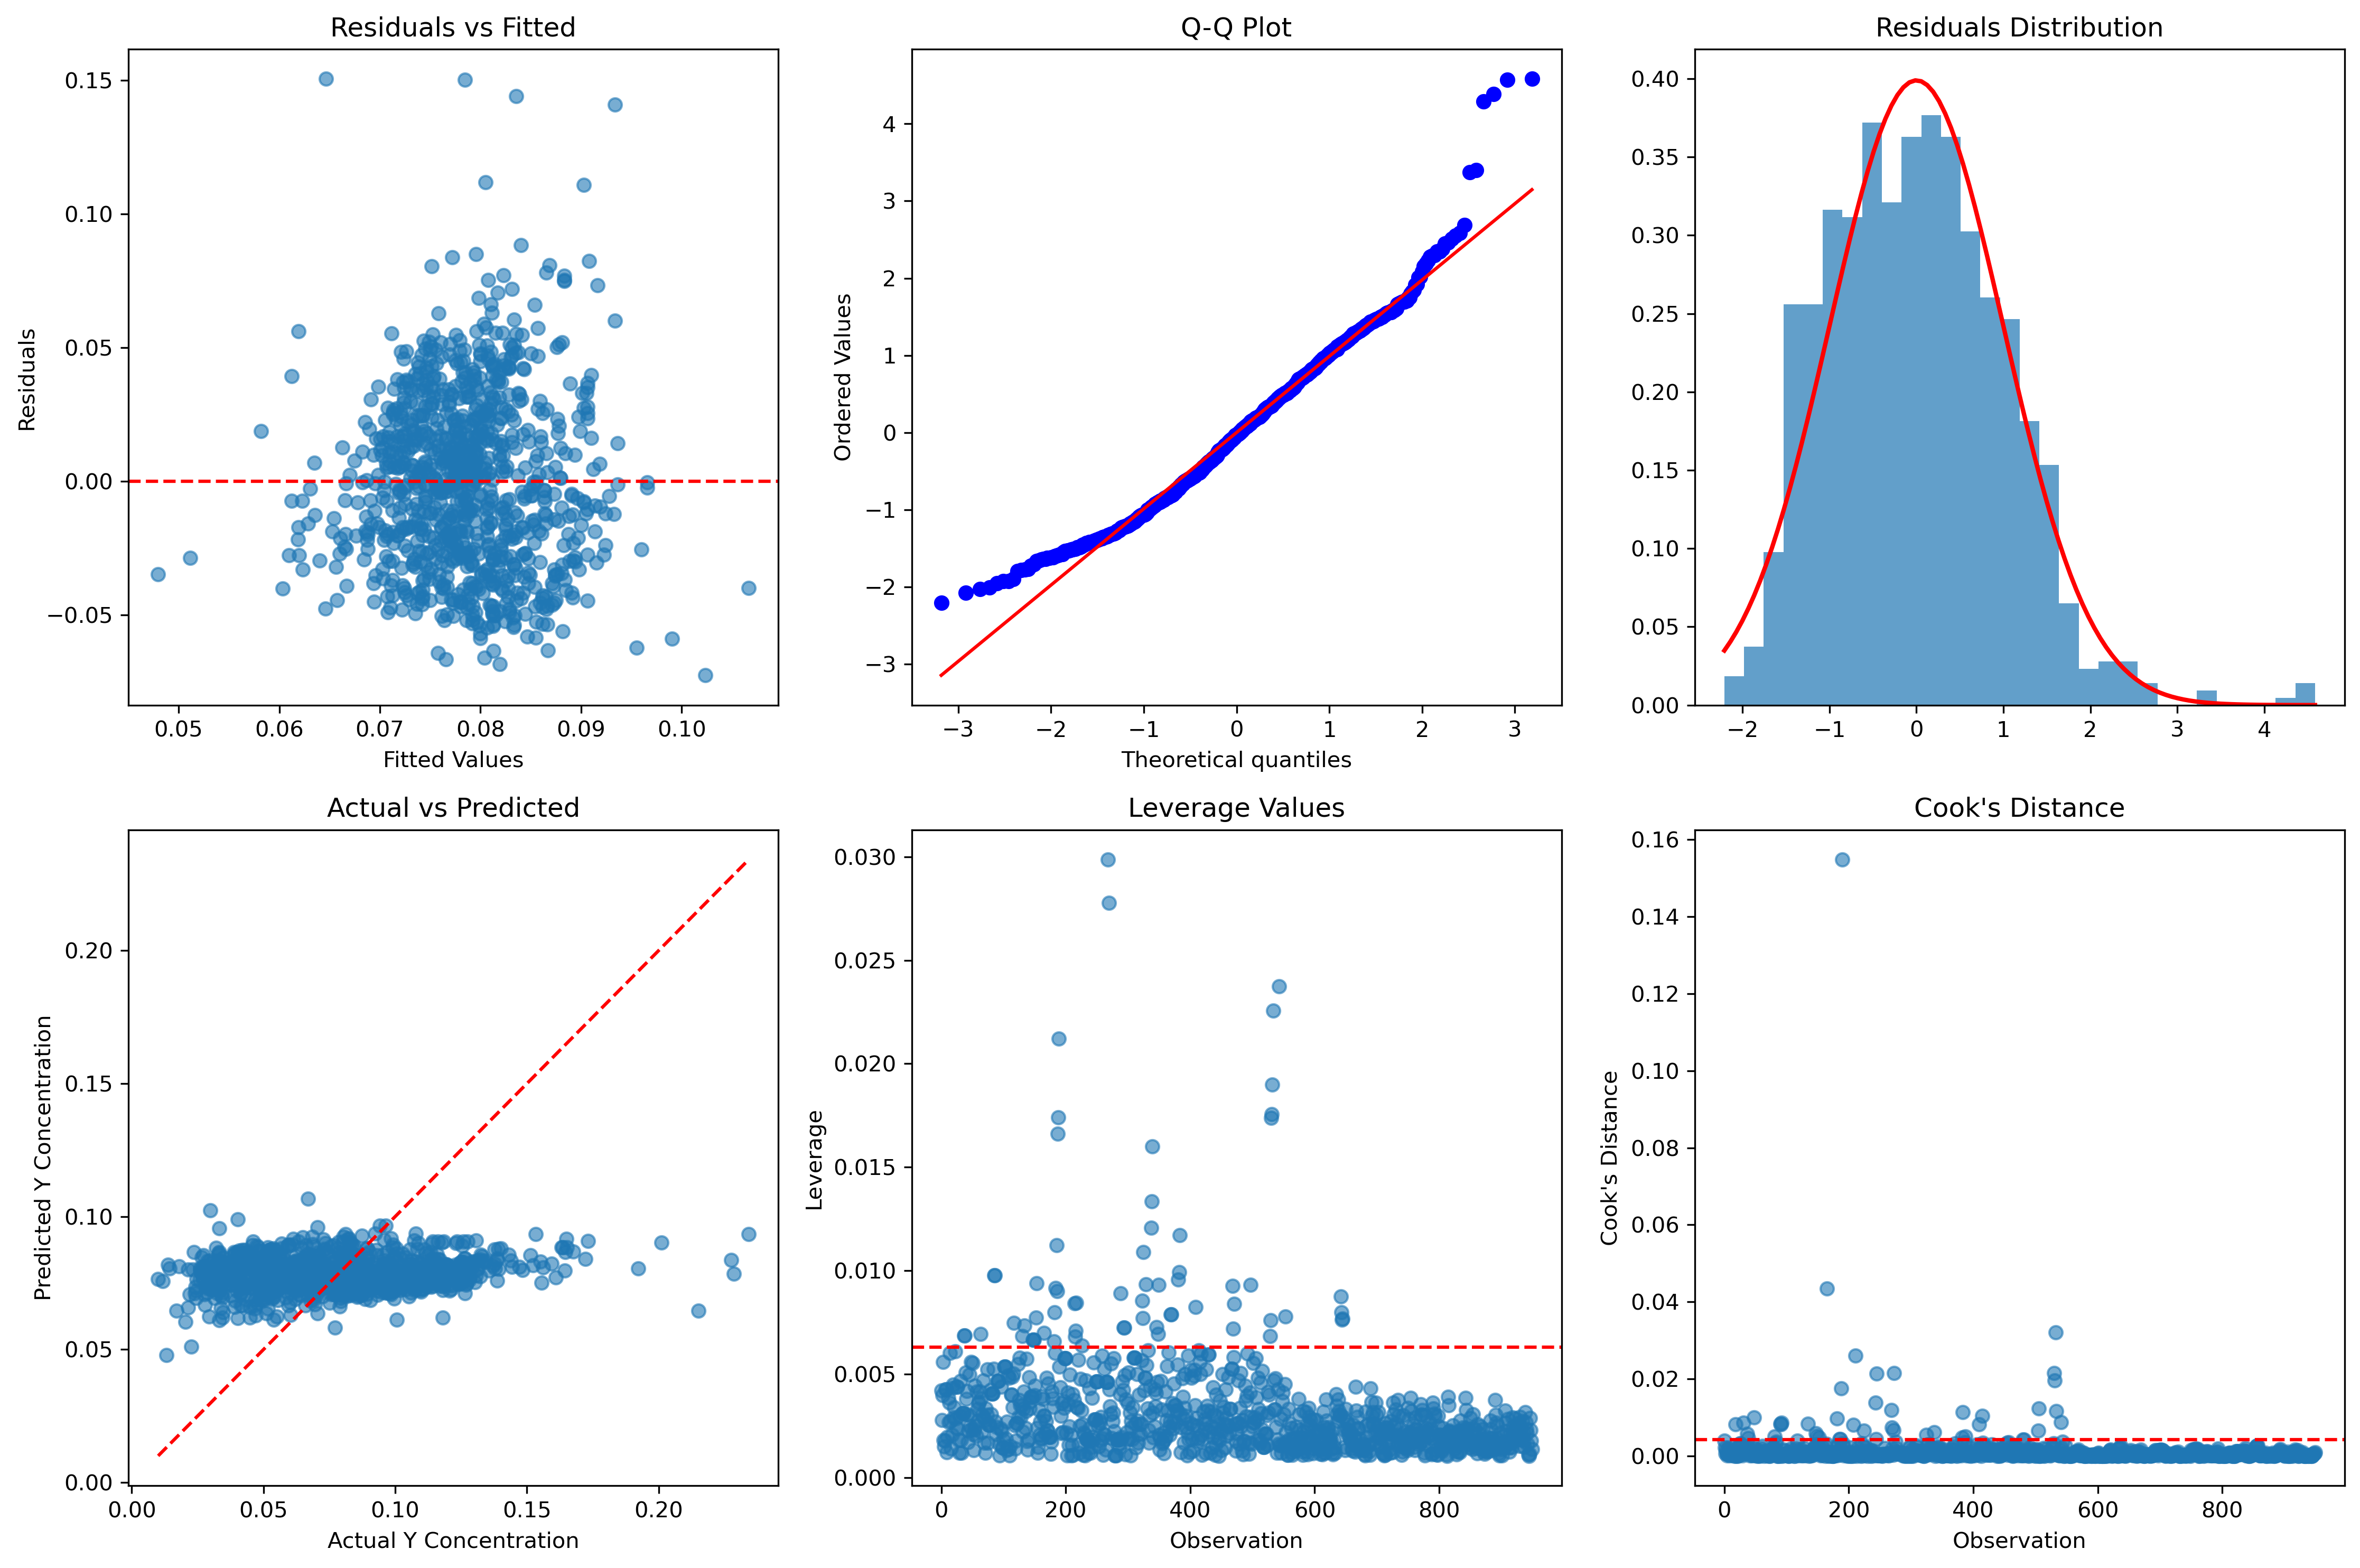 Residuals vs Fitted
Q-Q Plot
Residuals Distribution
0.15
0.10
0.05
0.00
−0.05
Residuals
0.05 0.06 0.07 0.08 0.09 0.10
Fitted Values
4
3
2
1
0
−1
−2
−3
Ordered Values
−3 −2 −1 0 1 2 3
Theoretical quantiles
0.40
0.35
0.30
0.25
0.20
0.15
0.10
0.05
0.00
−2 −1 0 1 2 3 4
Actual vs Predicted
Leverage Values
Cook's Distance
0.20
0.15
0.10
0.05
0.00
Predicted Y Concentration
0.00 0.05 0.10 0.15 0.20
Actual Y Concentration
0.030
0.025
0.020
0.015
0.010
0.005
0.000
Leverage
0 200 400 600 800
Observation
0.16
0.14
0.12
0.10
0.08
0.06
0.04
0.02
0.00
Cook's Distance
0 200 400 600 800
Observation